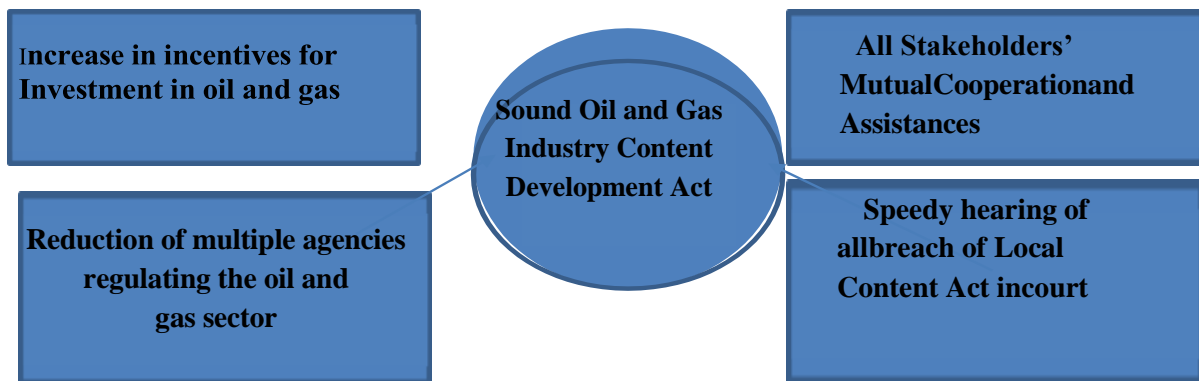 Increase in incentives for
Investment in oil and gas
Sound Oil and Gas
Industry Content
Development Act
All Stakeholders’
MutualCooperationand
Assistances
Reduction of multiple agencies
regulating the oil and
gas sector
Speedy hearing of
allbreach of Local
Content Act incourt